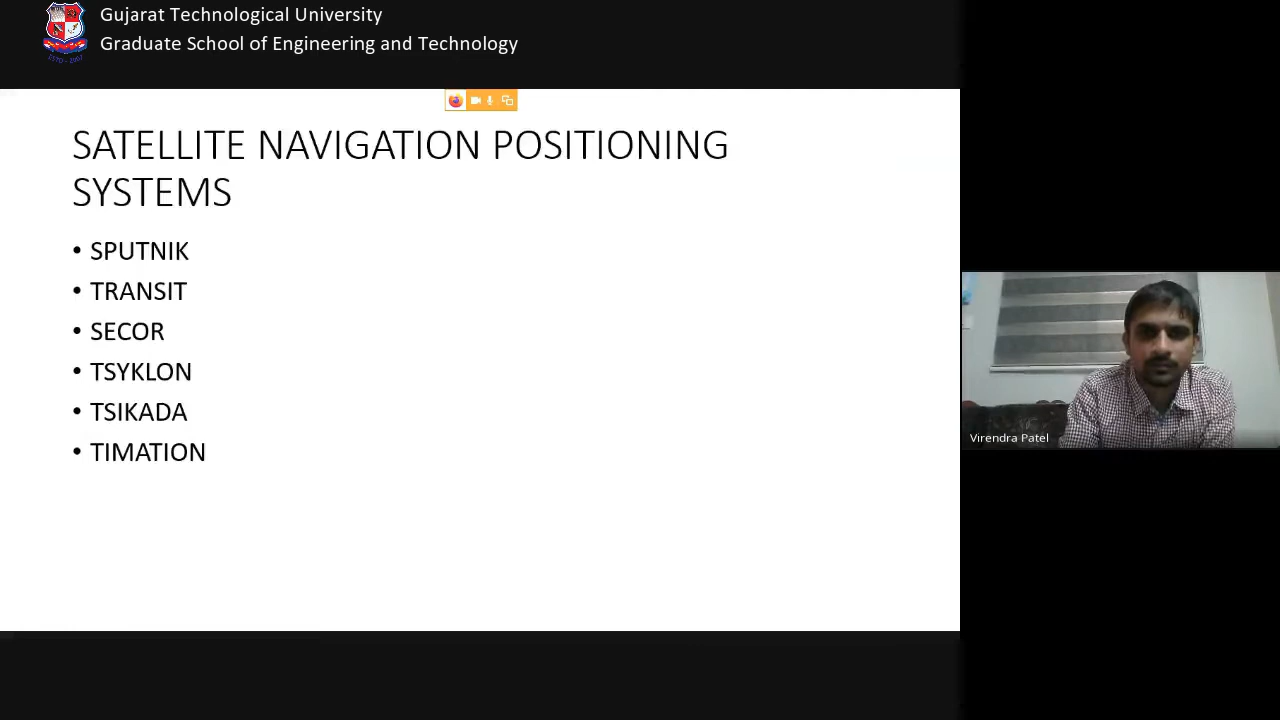 Gujarat Technological University
Graduate School of Engineering and Technology
SATELLITE NAVIGATION POSITIONING
SYSTEMS
• SPUTNIK
• TRANSIT
• SECOR
• TSYKLON
• TSIKADA
• TIMATION
Virendra Patel